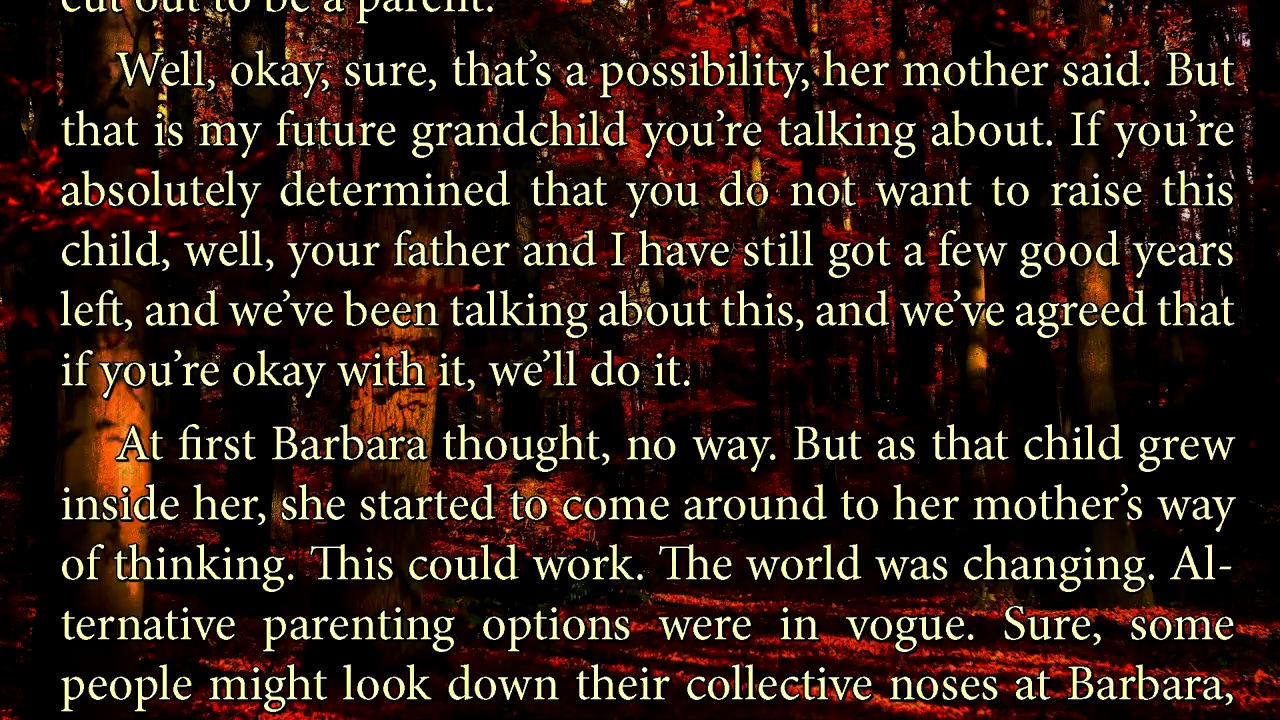 cut out to be a parent.
Well, okay, sure, that’s a possibility, her mother said. But
that is my future grandchild you’re talking about. If you’re
absolutely determined that you do not want to raise this
child, well, your father and I have still got a few good years
left, and we’ve been talking about this, and we’ve agreed that
if you’re okay with it, we’ll do it.
At first Barbara thought, no way. But as that child grew
inside her, she started to come around to her mother’s way
of thinking. This could work. The world was changing. Al-
ternative parenting options were in vogue. Sure, some
people might look down their collective noses at Barbara,